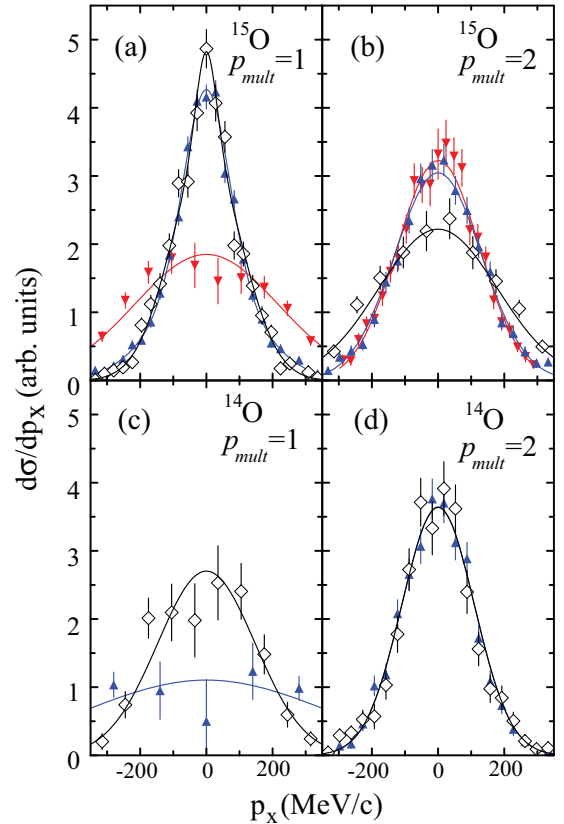 (a)
¹⁵O
p_mult=1
(b)
¹⁵O
p_mult=2
5
4
3
2
1
0
(c)
¹⁴O
p_mult=1
(d)
¹⁴O
p_mult=2
5
4
3
2
1
0
-200 0 200 -200 0 200
dσ/dp_X (arb. units)
p_x (MeV/c)